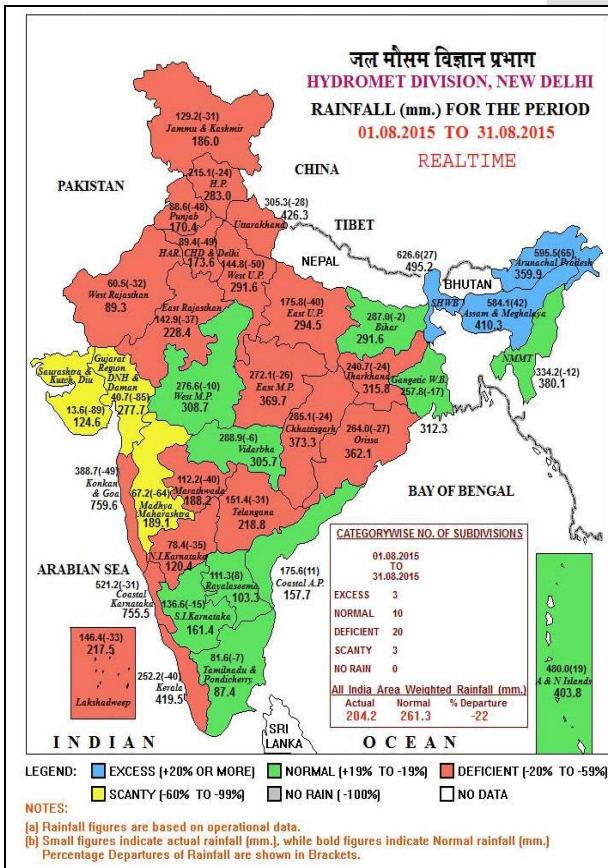 जल मौसम विज्ञान प्रभाग
HYDROMET DIVISION, NEW DELHI
RAINFALL (mm.) FOR THE PERIOD
01.08.2015 TO 31.08.2015
REALTIME
129.2(-31)
Jammu & Kashmir
186.0
CHINA
PAKISTAN
215.1(-24)
H.P.
283.0
305.3(-28)
426.3
Uttarakhand
TIBET
88.6(-48)
Punjab
170.4
89.4(-49)
HAR. CHD & Delhi
173.6
144.8(-50)
West U.P.
291.6
NEPAL
626.6(27)
495.2
SHWB
BHUTAN
595.5(65)
Arunachal Pradesh
359.9
584.1(42)
Assam & Meghalaya
410.3
60.5(-32)
West Rajasthan
89.3
East Rajasthan
142.9(-37)
228.4
175.8(-40)
East U.P.
294.5
287.0(-2)
Bihar
291.6
NMMT
334.2(-12)
380.1
Saurashtra &
Kutch, Diu
13.6(-89)
124.6
Gujarat
Region
DNH &
Daman
40.7(-85)
277.7
276.6(-10)
West M.P.
308.7
272.1(-26)
East M.P.
369.7
240.7(-24)
Jharkhand
315.8
Gangetic W.B.
257.8(-17)
312.3
285.1(-24)
Chhattisgarh
373.3
264.0(-27)
Orissa
362.1
288.9(-6)
Vidarbha
305.7
388.7(-49)
Konkan
& Goa
759.6
67.2(-64)
Madhya
Maharashtra
189.1
112.2(-40)
Marathwada
188.2
151.4(-31)
Telangana
218.8
BAY OF BENGAL
ARABIAN SEA
78.4(-35)
N.I.Karnataka
120.4
111.3(8)
Rayalaseema
103.3
175.6(11)
Coastal A.P.
157.7
521.2(-31)
Coastal
Karnataka
755.5
136.6(-15)
S.I.Karnataka
161.4
146.4(-33)
217.5
Lakshadweep
252.2(-40)
Kerala
419.5
81.6(-7)
Tamilnadu &
Pondicherry
87.4
CATEGORYWISE NO. OF SUBDIVISIONS
01.08.2015
TO
31.08.2015
EXCESS 3
NORMAL 10
DEFICIENT 20
SCANTY 3
NO RAIN 0
All India Area Weighted Rainfall (mm.)
Actual Normal % Departure
204.2 261.3 -22
480.0(19)
A & N Islands
403.8
SRI
LANKA
INDIAN OCEAN
LEGEND: EXCESS (+20% OR MORE) NORMAL (+19% TO -19%) DEFICIENT (-20% TO -59%)
SCANTY (-60% TO -99%) NO RAIN (-100%) NO DATA
NOTES:
(a) Rainfall figures are based on operational data.
(b) Small figures indicate actual rainfall (mm.), while bold figures indicate Normal rainfall (mm.)
Percentage Departures of Rainfall are shown in Brackets.